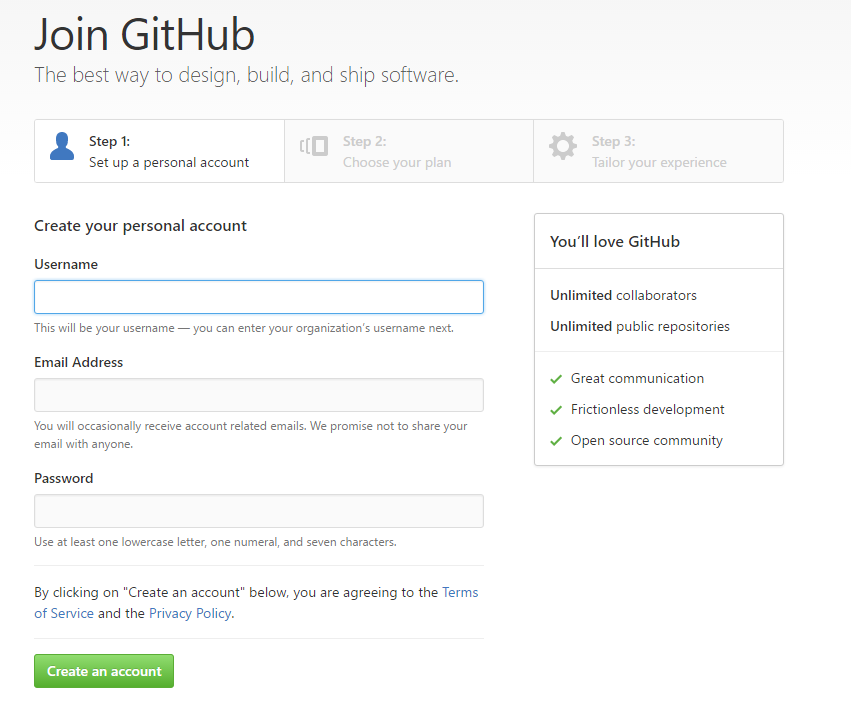 Join GitHub
The best way to design, build, and ship software.
Step 1:
Set up a personal account
Step 2:
Choose your plan
Step 3:
Tailor your experience
Create your personal account
Username
This will be your username — you can enter your organization's username next.
Email Address
You will occasionally receive account related emails. We promise not to share your
email with anyone.
Password
Use at least one lowercase letter, one numeral, and seven characters.
By clicking on "Create an account" below, you are agreeing to the Terms
of Service and the Privacy Policy.
Create an account
You'll love GitHub
Unlimited collaborators
Unlimited public repositories
Great communication
Frictionless development
Open source community